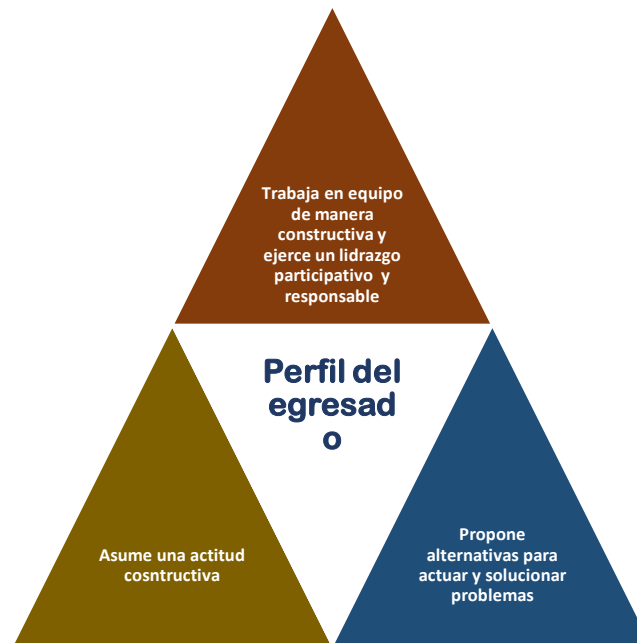 Trabaja en equipo
de manera
constructiva y
ejerce un lidrazgo
participativo y
responsable
Perfil del
egresad
o
Asume una actitud
cosntructiva
Propone
alternativas para
actuar y solucionar
problemas